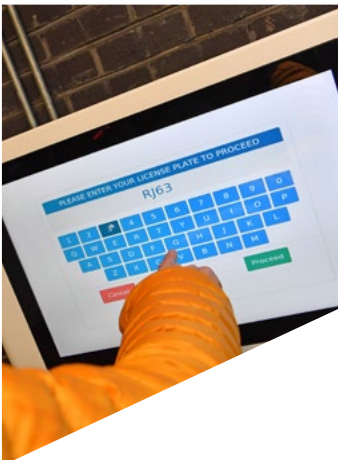 PLEASE ENTER YOUR LICENSE PLATE TO PROCEED
RJ63
1 2 3 4 5 6 7 8 9 0
Q W E R T Y U I O P
A S D F G H J K L
Z X C V B N M
Cancel Proceed